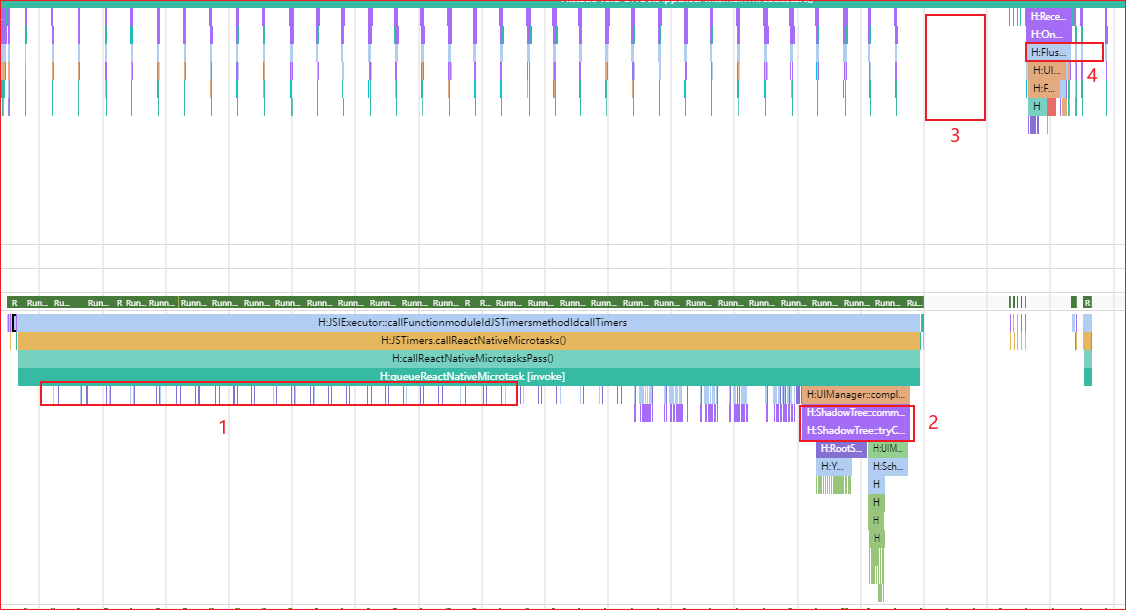 H:Rece...
H:On...
H:Flus...
H:UI...
H:F...
H
4
3
R Runn... Ru... Runn... R Runn... Runn... Runn... Runn... Runn... Runn... Runn... Runn... Runn... Runn... R R... Runn... Runn... Runn... Runn... Runn... Runn... Runn... Runn... Runn... Runn... Runn... Runn... Ru... R
H:JSIExecutor::callFunctionmoduleIdJSTimersmethodIdcallTimers
H:JSTimers.callReactNativeMicrotasks()
H:callReactNativeMicrotasksPass()
H:queueReactNativeMicrotask [invoke]
H:UIManager::compl...
1
H:ShadowTree::comm...
2
H:ShadowTree::tryC...
H:RootS... H:UIM...
H:Y... H:Sch...
H
H
H
H